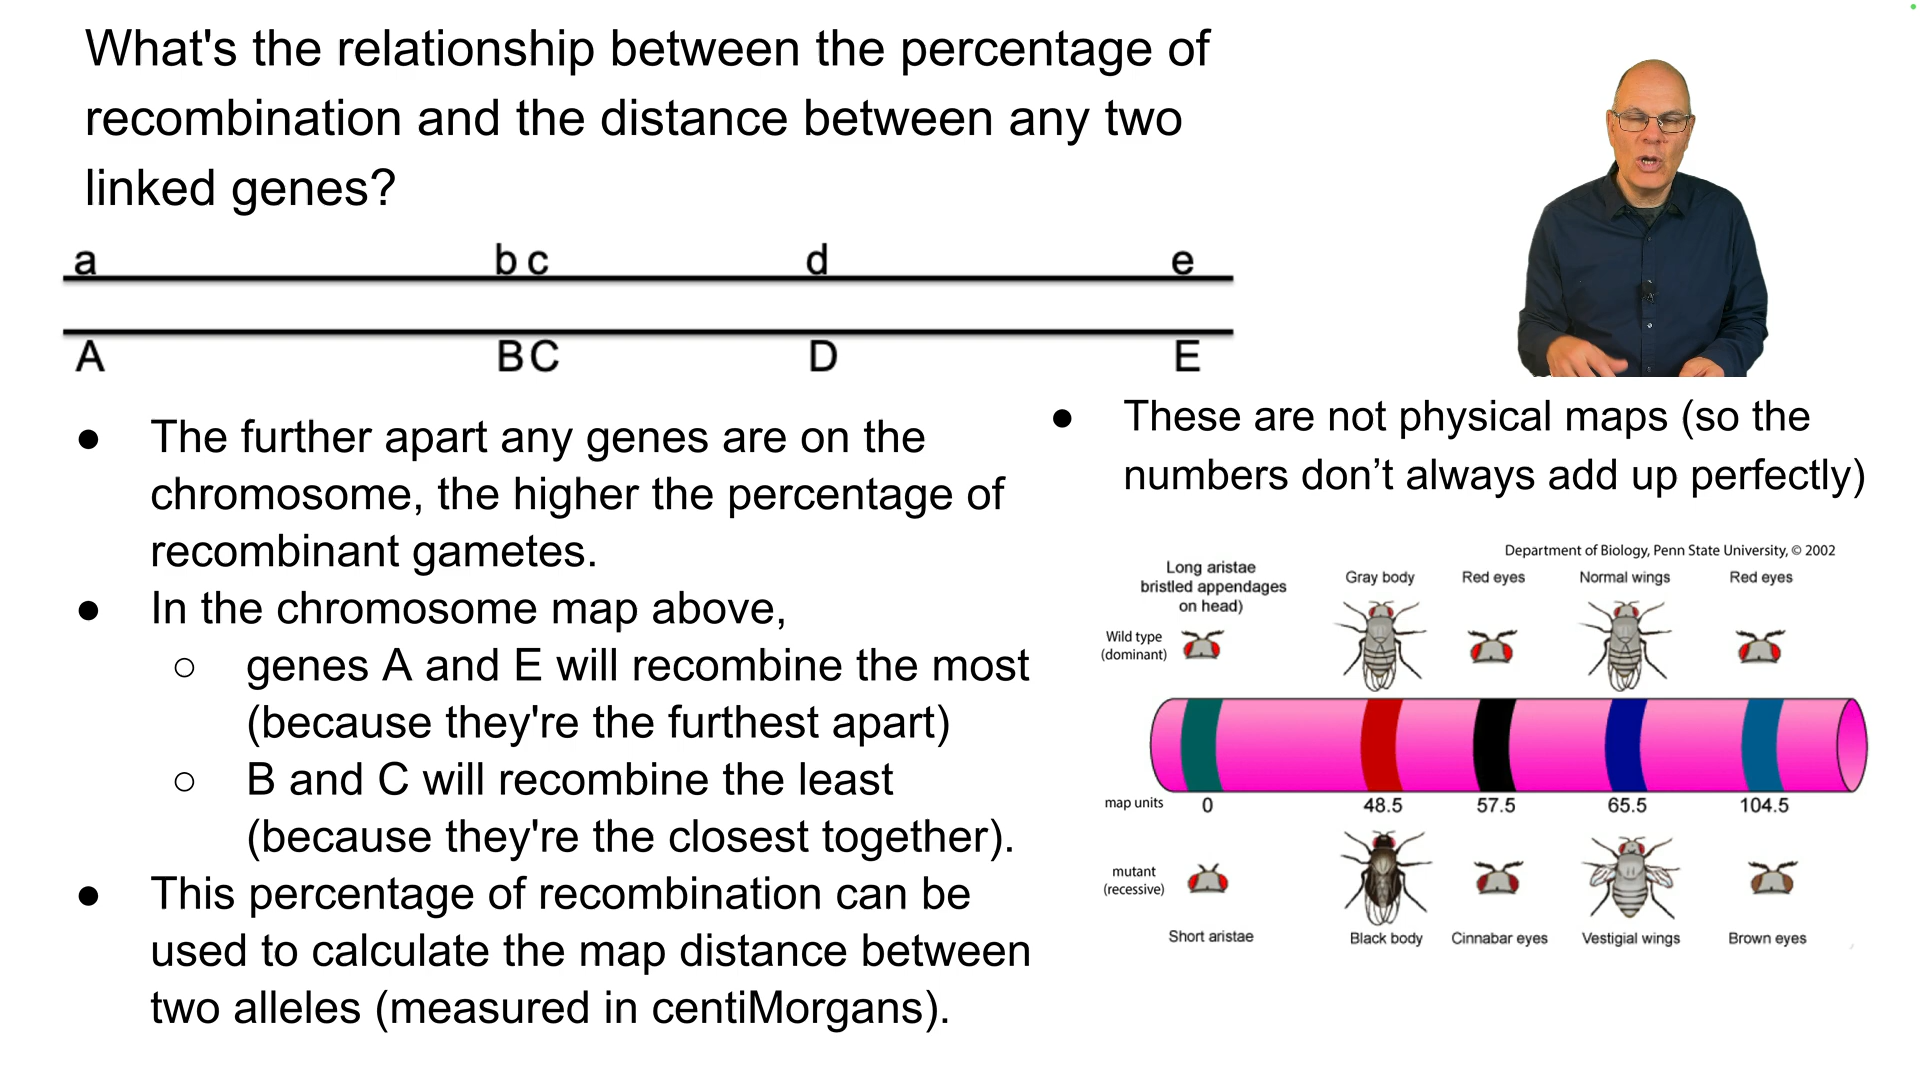 What's the relationship between the percentage of
recombination and the distance between any two
linked genes?
a b c d e
A B C D E
● The further apart any genes are on the
chromosome, the higher the percentage of
recombinant gametes.
● In the chromosome map above,
○ genes A and E will recombine the most
(because they're the furthest apart)
○ B and C will recombine the least
(because they're the closest together).
● This percentage of recombination can be
used to calculate the map distance between
two alleles (measured in centiMorgans).
● These are not physical maps (so the
numbers don’t always add up perfectly)
Department of Biology, Penn State University, © 2002
Long aristae
bristled appendages
on head)
Gray body
Red eyes
Normal wings
Red eyes
Wild type
(dominant)
map units 0 48.5 57.5 65.5 104.5
mutant
(recessive)
Short aristae
Black body
Cinnabar eyes
Vestigial wings
Brown eyes